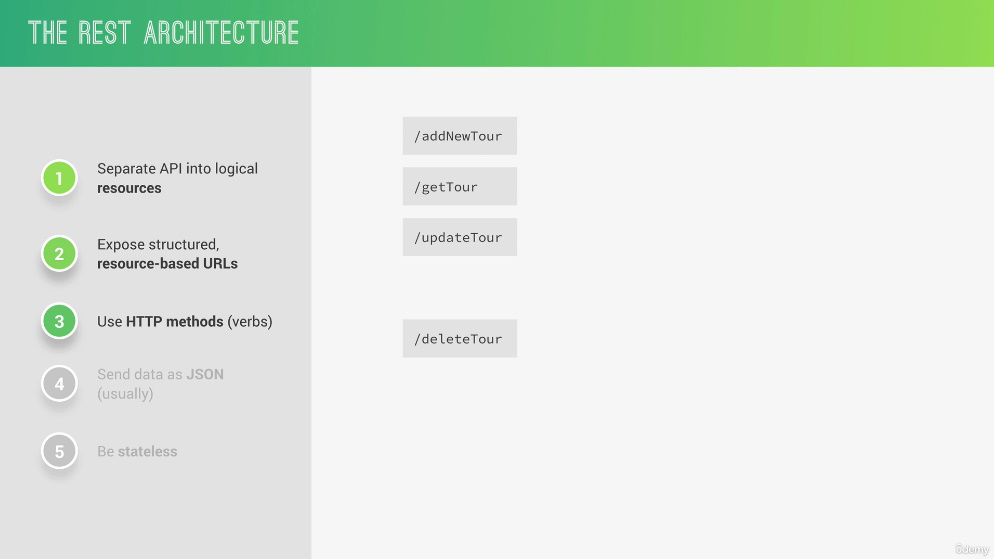 THE REST ARCHITECTURE
1
Separate API into logical
resources
2
Expose structured,
resource-based URLs
3
Use HTTP methods (verbs)
4
Send data as JSON
(usually)
5
Be stateless
/addNewTour
/getTour
/updateTour
/deleteTour
ûdemy